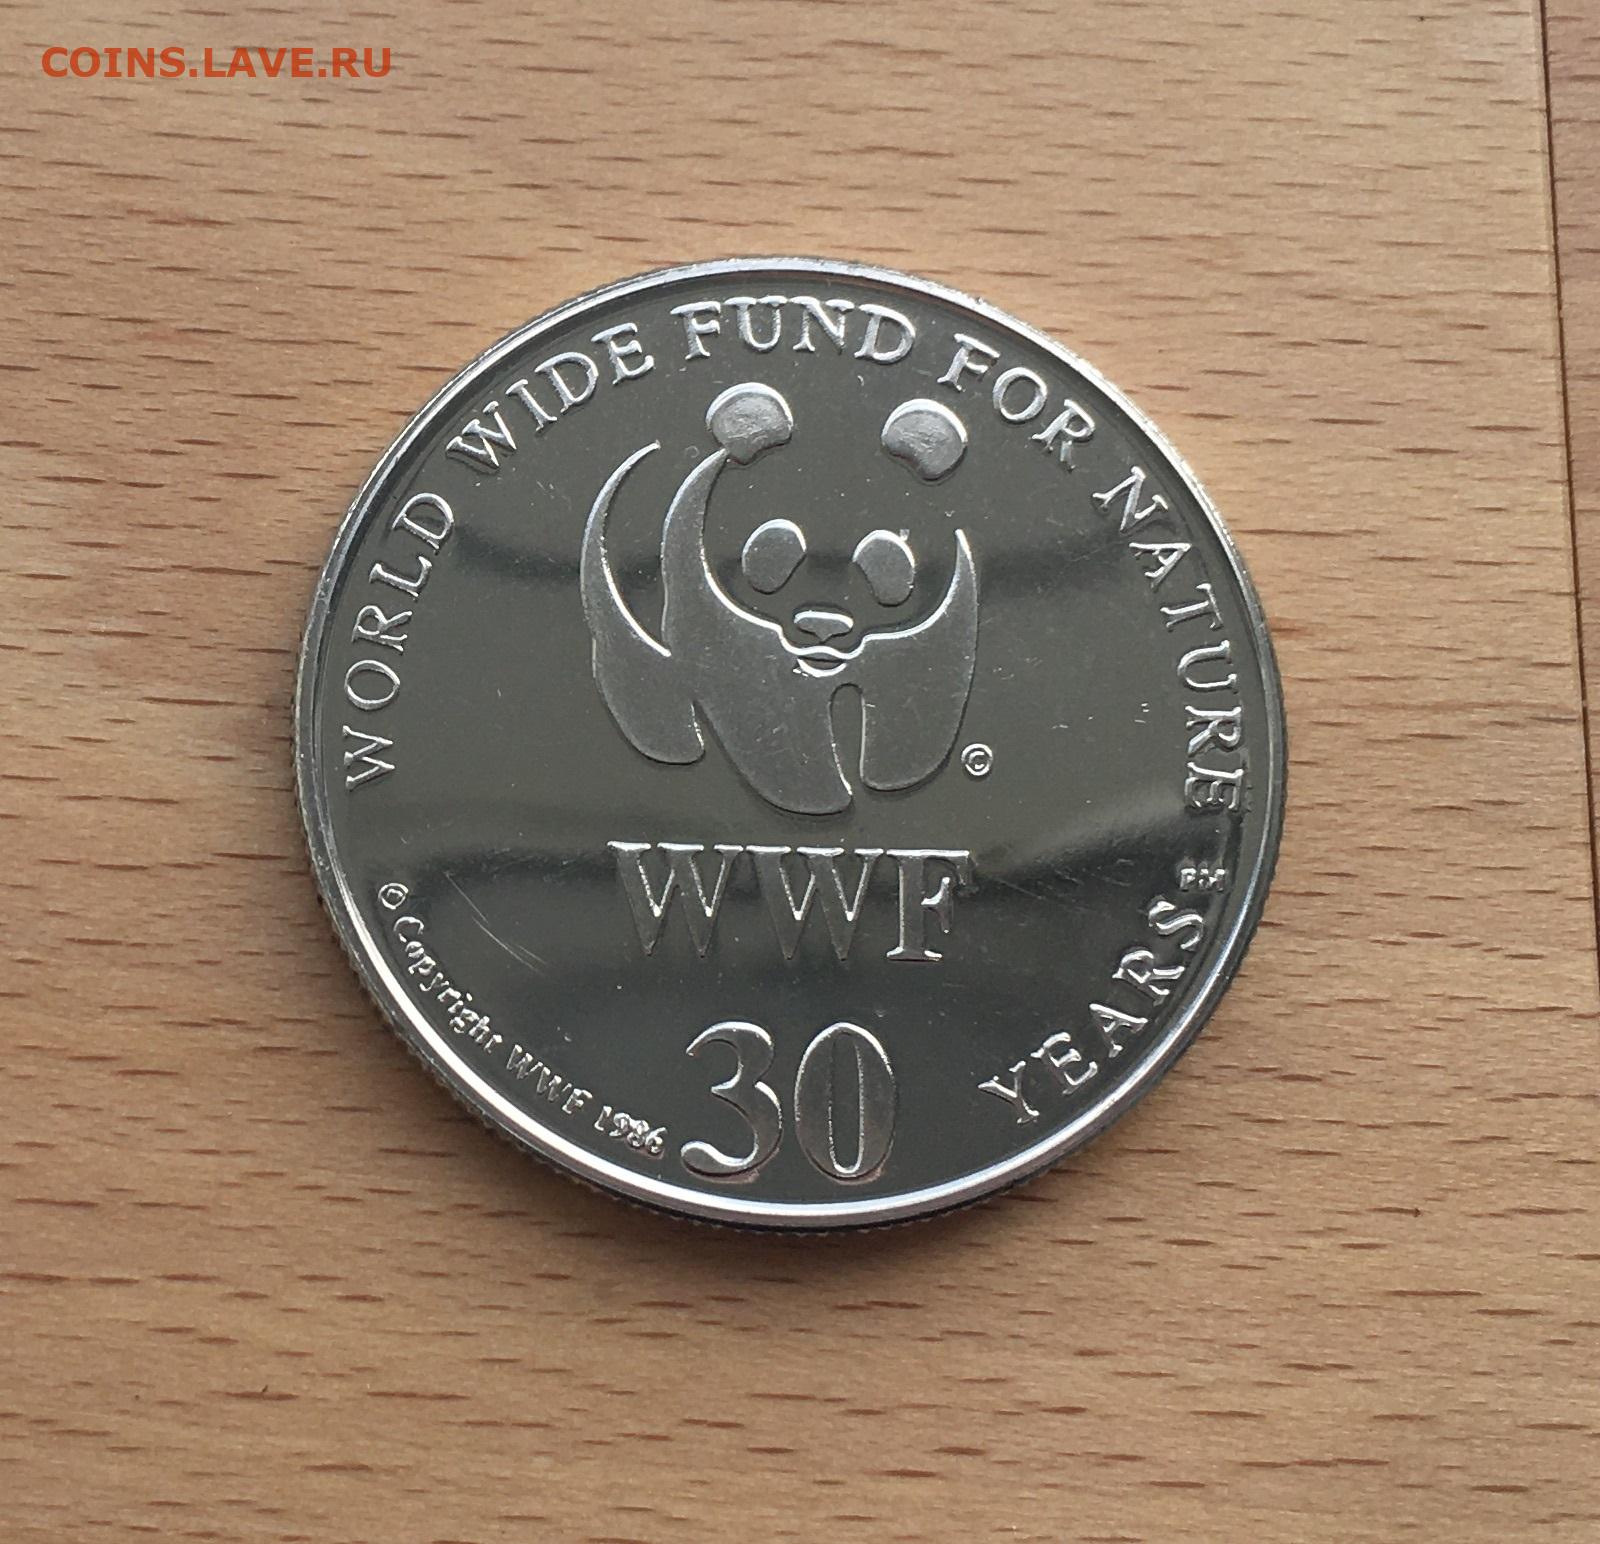 COINS.LAVE.RU
WORLD WIDE FUND FOR NATURE
©
WWF
PM
30 YEARS
© Copyright WWF 1986